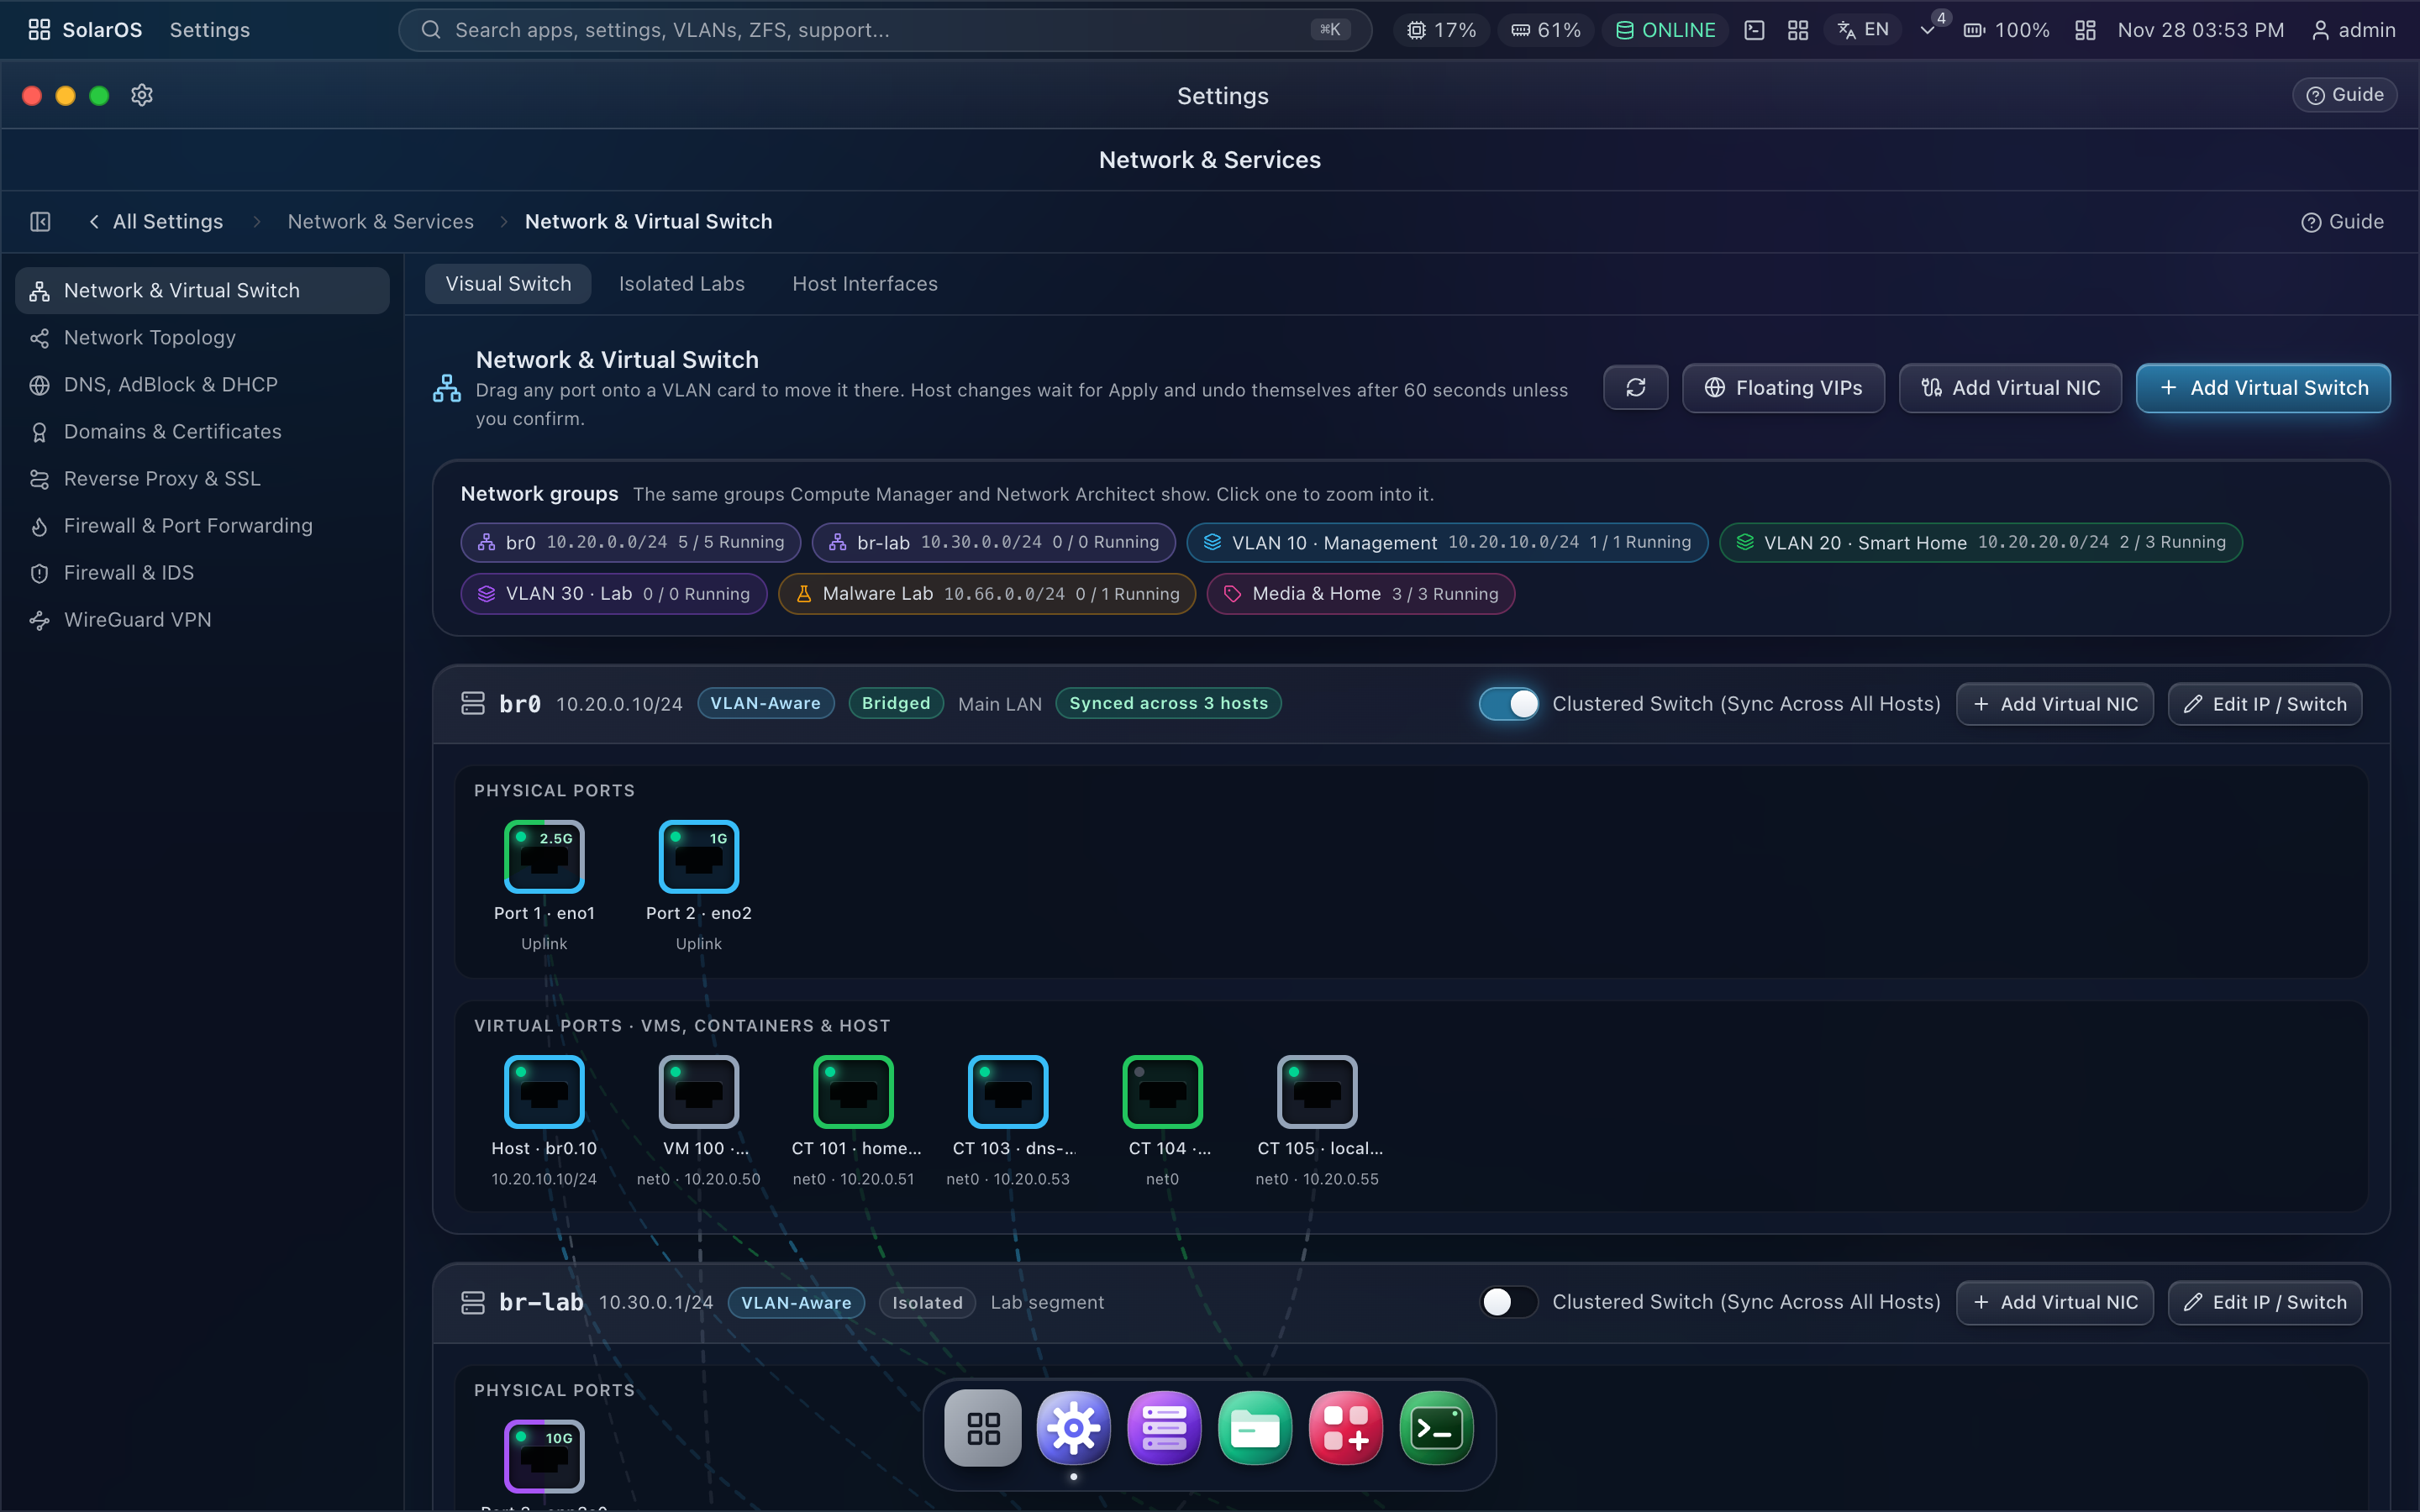 SolarOS Settings Search apps, settings, VLANs, ZFS, support... ⌘K 17% 61% ONLINE EN 4 100% Nov 28 03:53 PM admin
Settings Guide
Network & Services
All Settings > Network & Services > Network & Virtual Switch Guide
Network & Virtual Switch
Network Topology
DNS, AdBlock & DHCP
Domains & Certificates
Reverse Proxy & SSL
Firewall & Port Forwarding
Firewall & IDS
WireGuard VPN
Visual Switch Isolated Labs Host Interfaces
Network & Virtual Switch
Drag any port onto a VLAN card to move it there. Host changes wait for Apply and undo themselves after 60 seconds unless
you confirm.
Floating VIPs Add Virtual NIC + Add Virtual Switch
Network groups The same groups Compute Manager and Network Architect show. Click one to zoom into it.
br0 10.20.0.0/24 5 / 5 Running br-lab 10.30.0.0/24 0 / 0 Running VLAN 10 · Management 10.20.10.0/24 1 / 1 Running VLAN 20 · Smart Home 10.20.20.0/24 2 / 3 Running
VLAN 30 · Lab 0 / 0 Running Malware Lab 10.66.0.0/24 0 / 1 Running Media & Home 3 / 3 Running
br0 10.20.0.10/24 VLAN-Aware Bridged Main LAN Synced across 3 hosts Clustered Switch (Sync Across All Hosts) + Add Virtual NIC Edit IP / Switch
PHYSICAL PORTS
2.5G 1G
Port 1 · eno1 Port 2 · eno2
Uplink Uplink
VIRTUAL PORTS · VMS, CONTAINERS & HOST
Host · br0.10 VM 100 ·... CT 101 · home... CT 103 · dns-... CT 104 ·... CT 105 · local...
10.20.10.10/24 net0 · 10.20.0.50 net0 · 10.20.0.51 net0 · 10.20.0.53 net0 net0 · 10.20.0.55
br-lab 10.30.0.1/24 VLAN-Aware Isolated Lab segment Clustered Switch (Sync Across All Hosts) + Add Virtual NIC Edit IP / Switch
PHYSICAL PORTS
10G